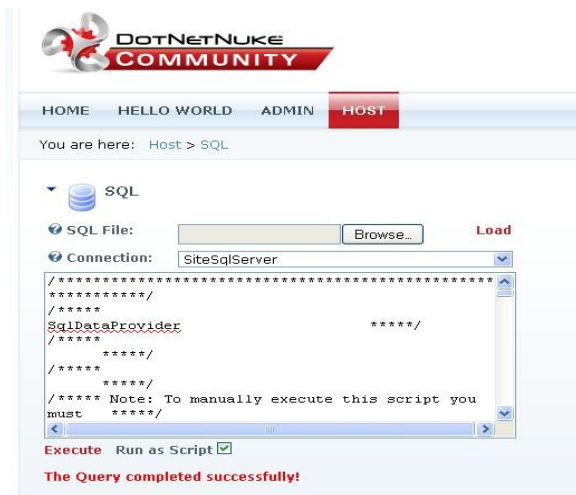 DOTNETNUKE
COMMUNITY
HOME HELLO WORLD ADMIN HOST
You are here: Host > SQL
SQL
SQL File: Browse... Load
Connection: SiteSqlServer
/***************************************************
***********/
/*****
SqlDataProvider *****/
/*****
*****/
/*****
*****/
/***** Note: To manually execute this script you
must *****/
Execute Run as Script
The Query completed successfully!